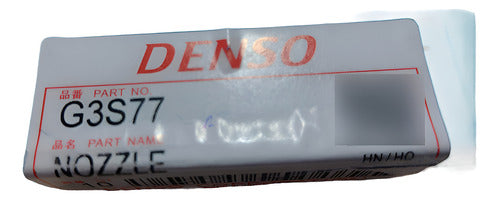 DENSO
品番 PART NO.
G3S77
品名 PART NAME
NOZZLE HN/HO